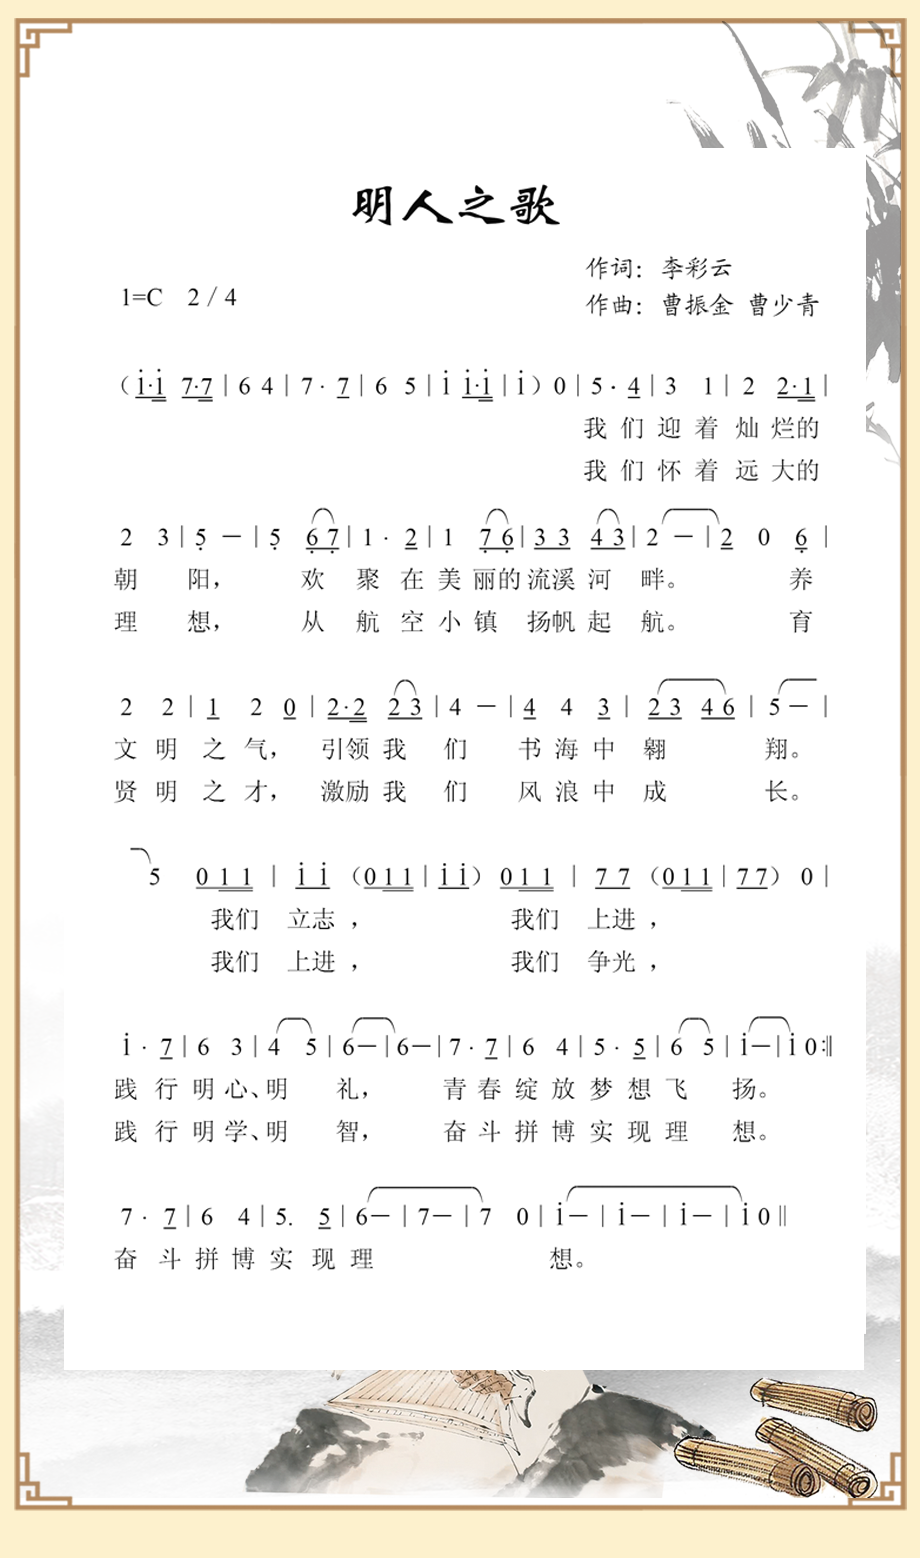 明人之歌
作词：李彩云
1=C 2 / 4
作曲：曹振金 曹少青
（i·i 7·7 | 6 4 | 7 · 7 | 6 5 | i i·i | i ）0 | 5 · 4 | 3 1 | 2 2·1 |
我 们 迎 着 灿 烂的
我 们 怀 着 远 大的
2 3 | 5 — | 5 6 7 | 1 · 2 | 1 7 6 | 3 3 4 3 | 2 — | 2 0 6 |
朝 阳， 欢 聚 在 美 丽的 流溪 河 畔。 养
理 想， 从 航 空 小 镇 扬帆 起 航。 育
2 2 | 1 2 0 | 2·2 2 3 | 4 — | 4 4 3 | 2 3 4 6 | 5 — |
文 明 之 气， 引领 我 们 书 海 中 翱 翔。
贤 明 之 才， 激励 我 们 风 浪 中 成 长。
5 0 1 1 | i i （0 1 1 | i i） 0 1 1 | 7 7 （0 1 1 | 7 7） 0 |
我们 立志， 我们 上进，
我们 上进， 我们 争光，
i · 7 | 6 3 | 4 5 | 6 — | 6 — | 7 · 7 | 6 4 | 5 · 5 | 6 5 | i — | i 0 :‖
践 行 明 心、明 礼， 青 春 绽 放 梦 想 飞 扬。
践 行 明 学、明 智， 奋 斗 拼 博 实 现 理 想。
7 · 7 | 6 4 | 5. 5 | 6 — | 7 — | 7 0 | i — | i — | i — | i 0 ‖
奋 斗 拼 博 实 现 理 想。